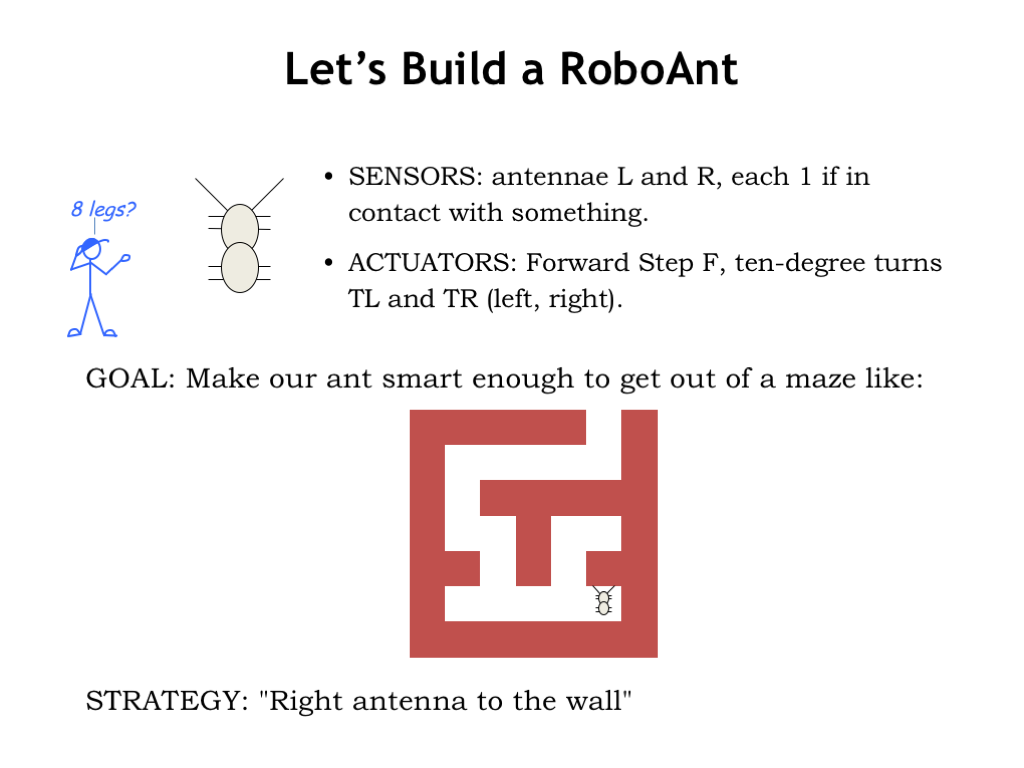 Let’s Build a RoboAnt
8 legs?
• SENSORS: antennae L and R, each 1 if in
contact with something.
• ACTUATORS: Forward Step F, ten-degree turns
TL and TR (left, right).
GOAL: Make our ant smart enough to get out of a maze like:
STRATEGY: "Right antenna to the wall"